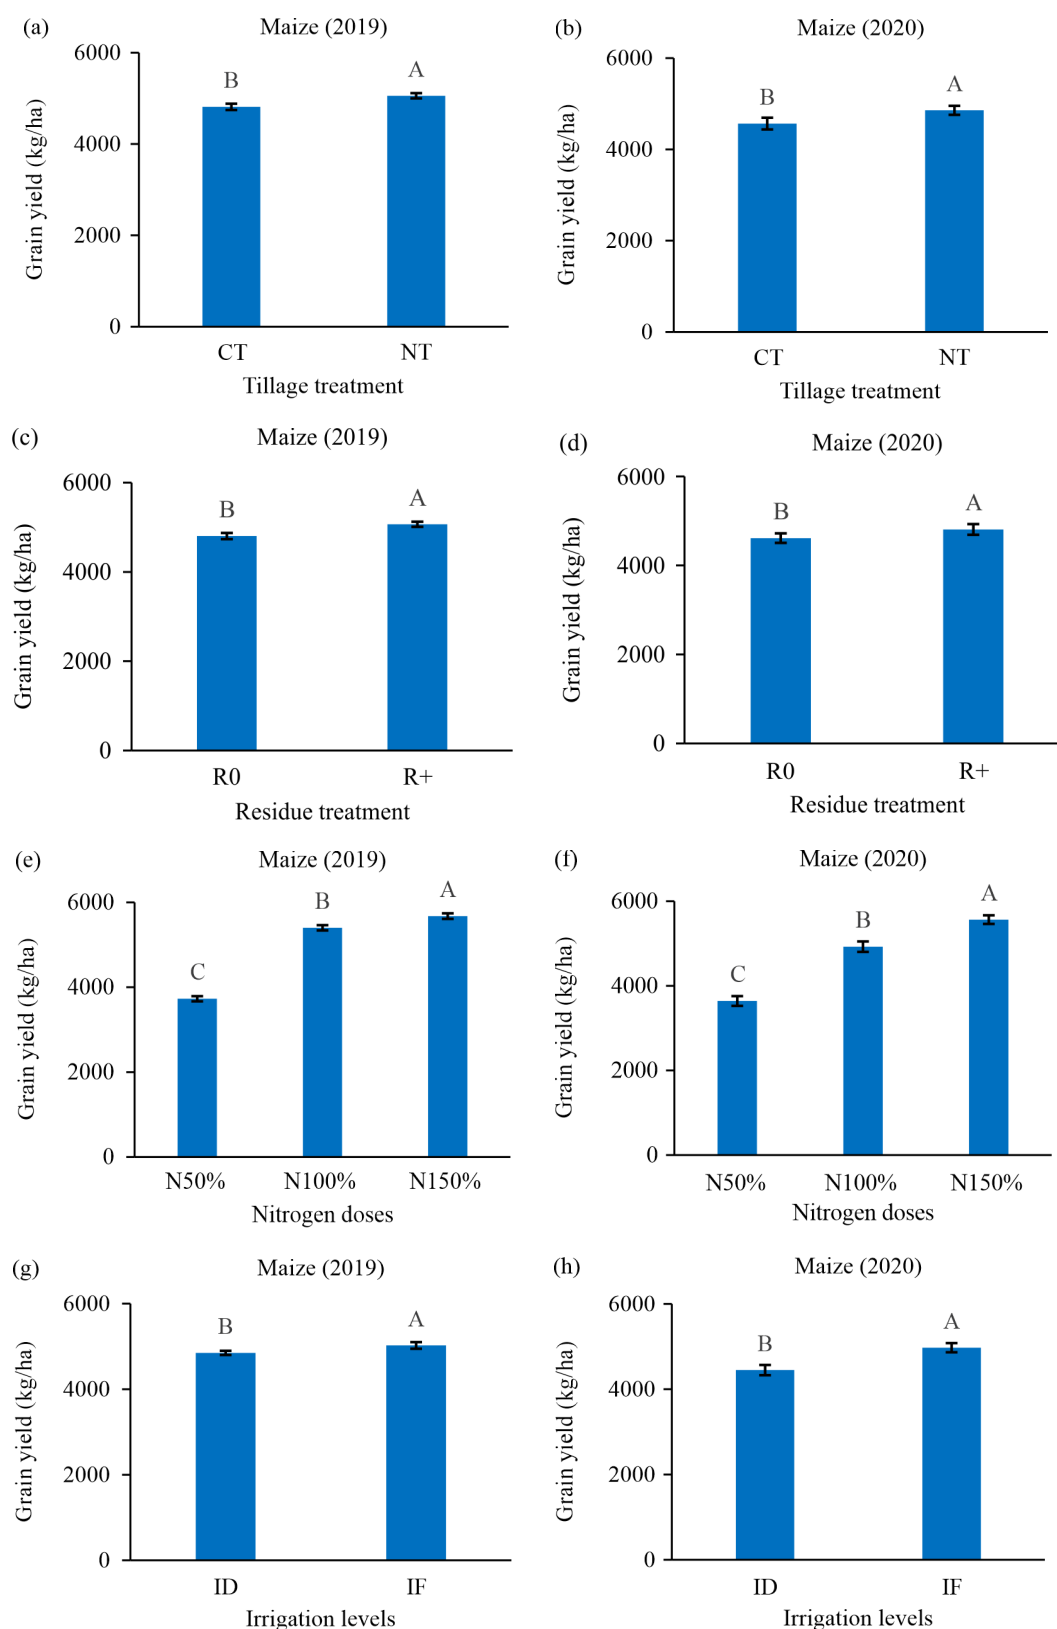 (a)
Maize (2019)
Grain yield (kg/ha)
6000
4000
2000
0
B
A
CT
NT
Tillage treatment
(b)
Maize (2020)
Grain yield (kg/ha)
6000
4000
2000
0
B
A
CT
NT
Tillage treatment
(c)
Maize (2019)
Grain yield (kg/ha)
6000
4000
2000
0
B
A
R0
R+
Residue treatment
(d)
Maize (2020)
Grain yield (kg/ha)
6000
4000
2000
0
B
A
R0
R+
Residue treatment
(e)
Maize (2019)
Grain yield (kg/ha)
6000
4000
2000
0
C
B
A
N50%
N100%
N150%
Nitrogen doses
(f)
Maize (2020)
Grain yield (kg/ha)
6000
4000
2000
0
C
B
A
N50%
N100%
N150%
Nitrogen doses
(g)
Maize (2019)
Grain yield (kg/ha)
6000
4000
2000
0
B
A
ID
IF
Irrigation levels
(h)
Maize (2020)
Grain yield (kg/ha)
6000
4000
2000
0
B
A
ID
IF
Irrigation levels